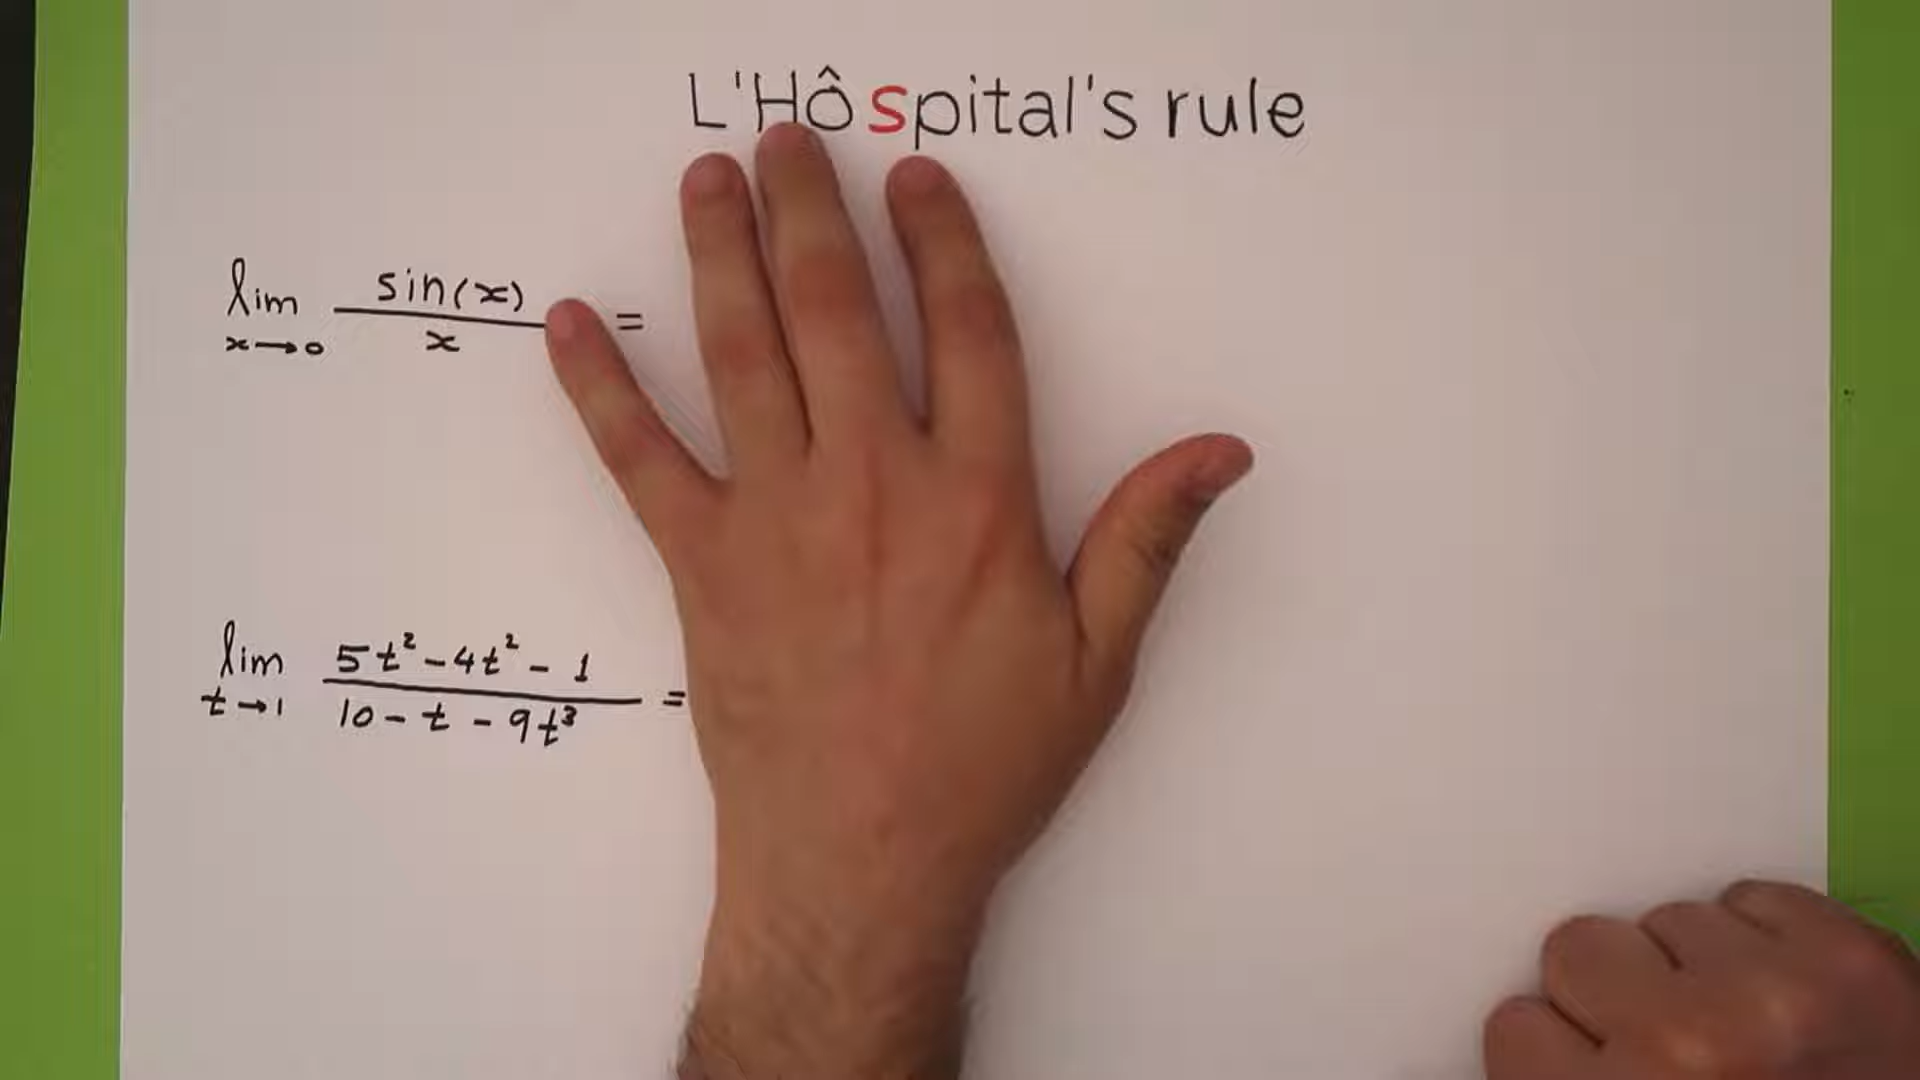 L'Hôspital's rule
lim x→0 sin(x) / x =
lim t→1 5t² - 4t² - 1 / 10 - t - 9t³ =